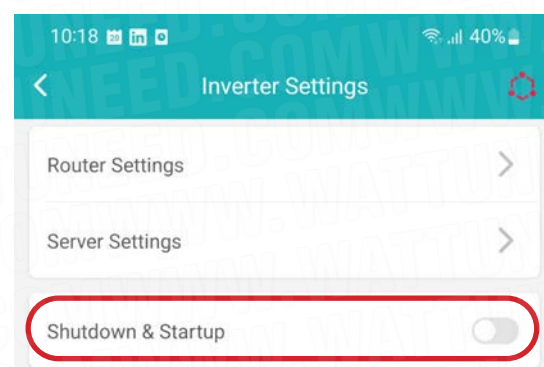 10:18 40%
Inverter Settings
Router Settings
Server Settings
Shutdown & Startup